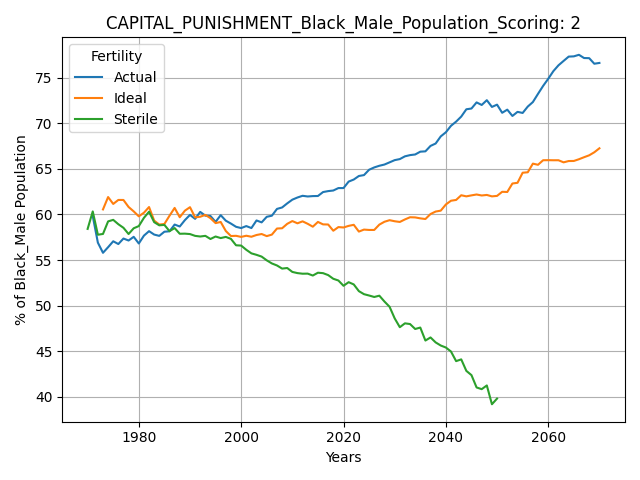 CAPITAL_PUNISHMENT_Black_Male_Population_Scoring: 2
Fertility
Actual
Ideal
Sterile
% of Black_Male Population
75
70
65
60
55
50
45
40
1980 2000 2020 2040 2060
Years